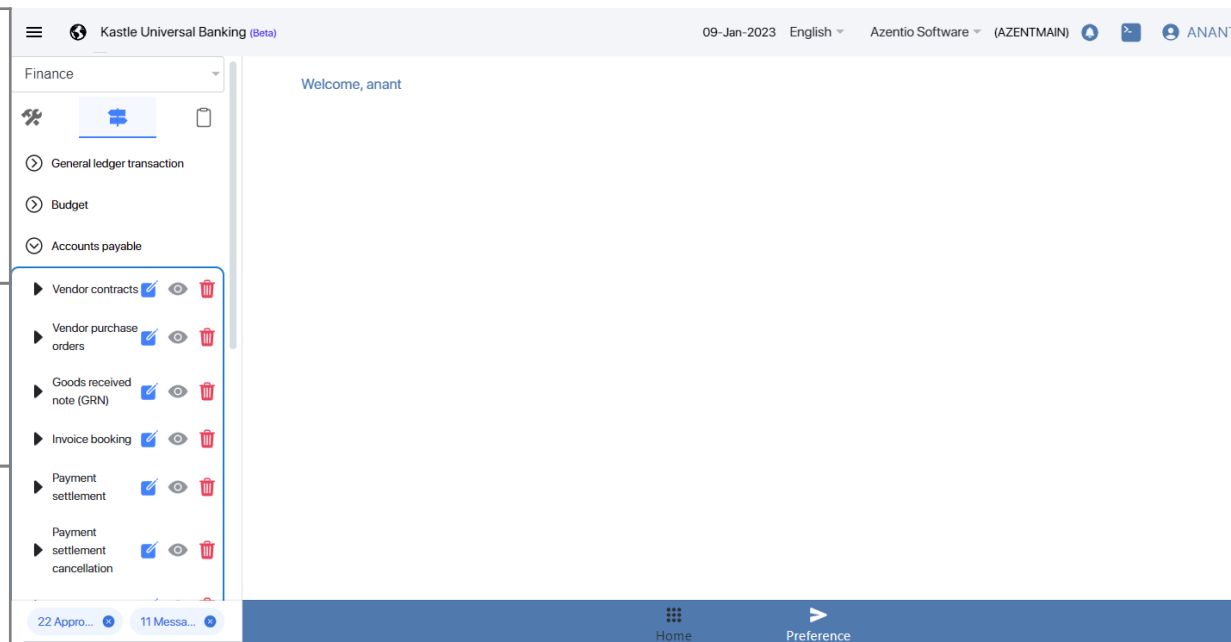 Kastle Universal Banking (Beta)
09-Jan-2023 English Azentio Software (AZENTMAIN) ANANT
Finance
Welcome, anant
General ledger transaction
Budget
Accounts payable
Vendor contracts
Vendor purchase
orders
Goods received
note (GRN)
Invoice booking
Payment
settlement
Payment
settlement
cancellation
22 Appro... 11 Messa...
Home Preference